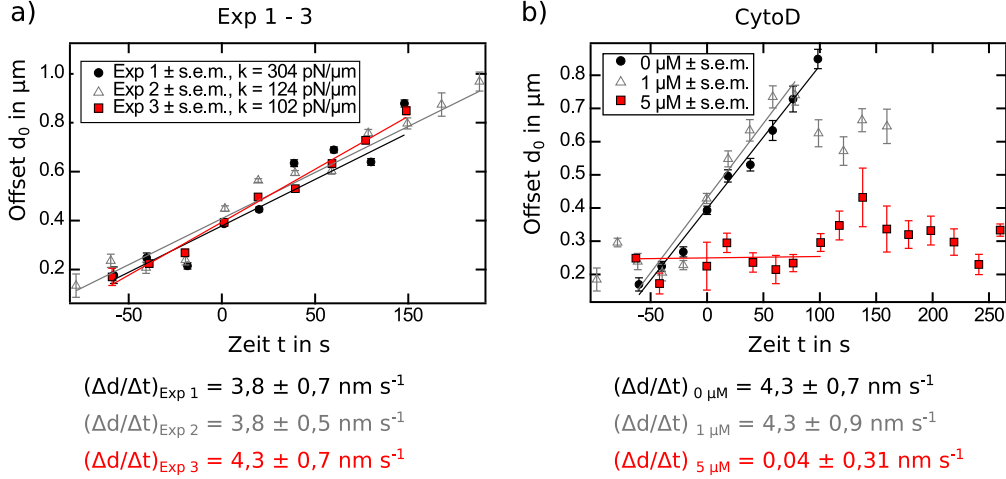 a)
Exp 1 - 3
Exp 1 ± s.e.m., k = 304 pN/µm
Exp 2 ± s.e.m., k = 124 pN/µm
Exp 3 ± s.e.m., k = 102 pN/µm
Offset d₀ in µm
1.0
0.8
0.6
0.4
0.2
-50
0
50
150
Zeit t in s
(Δd/Δt)Exp 1 = 3,8 ± 0,7 nm s⁻¹
(Δd/Δt)Exp 2 = 3,8 ± 0,5 nm s⁻¹
(Δd/Δt)Exp 3 = 4,3 ± 0,7 nm s⁻¹
b)
CytoD
0 µM ± s.e.m.
1 µM ± s.e.m.
5 µM ± s.e.m.
Offset d₀ in µm
0.8
0.7
0.6
0.5
0.4
0.3
0.2
-50
0
50
100
150
200
250
Zeit t in s
(Δd/Δt) 0 µM = 4,3 ± 0,7 nm s⁻¹
(Δd/Δt) 1 µM = 4,3 ± 0,9 nm s⁻¹
(Δd/Δt) 5 µM = 0,04 ± 0,31 nm s⁻¹